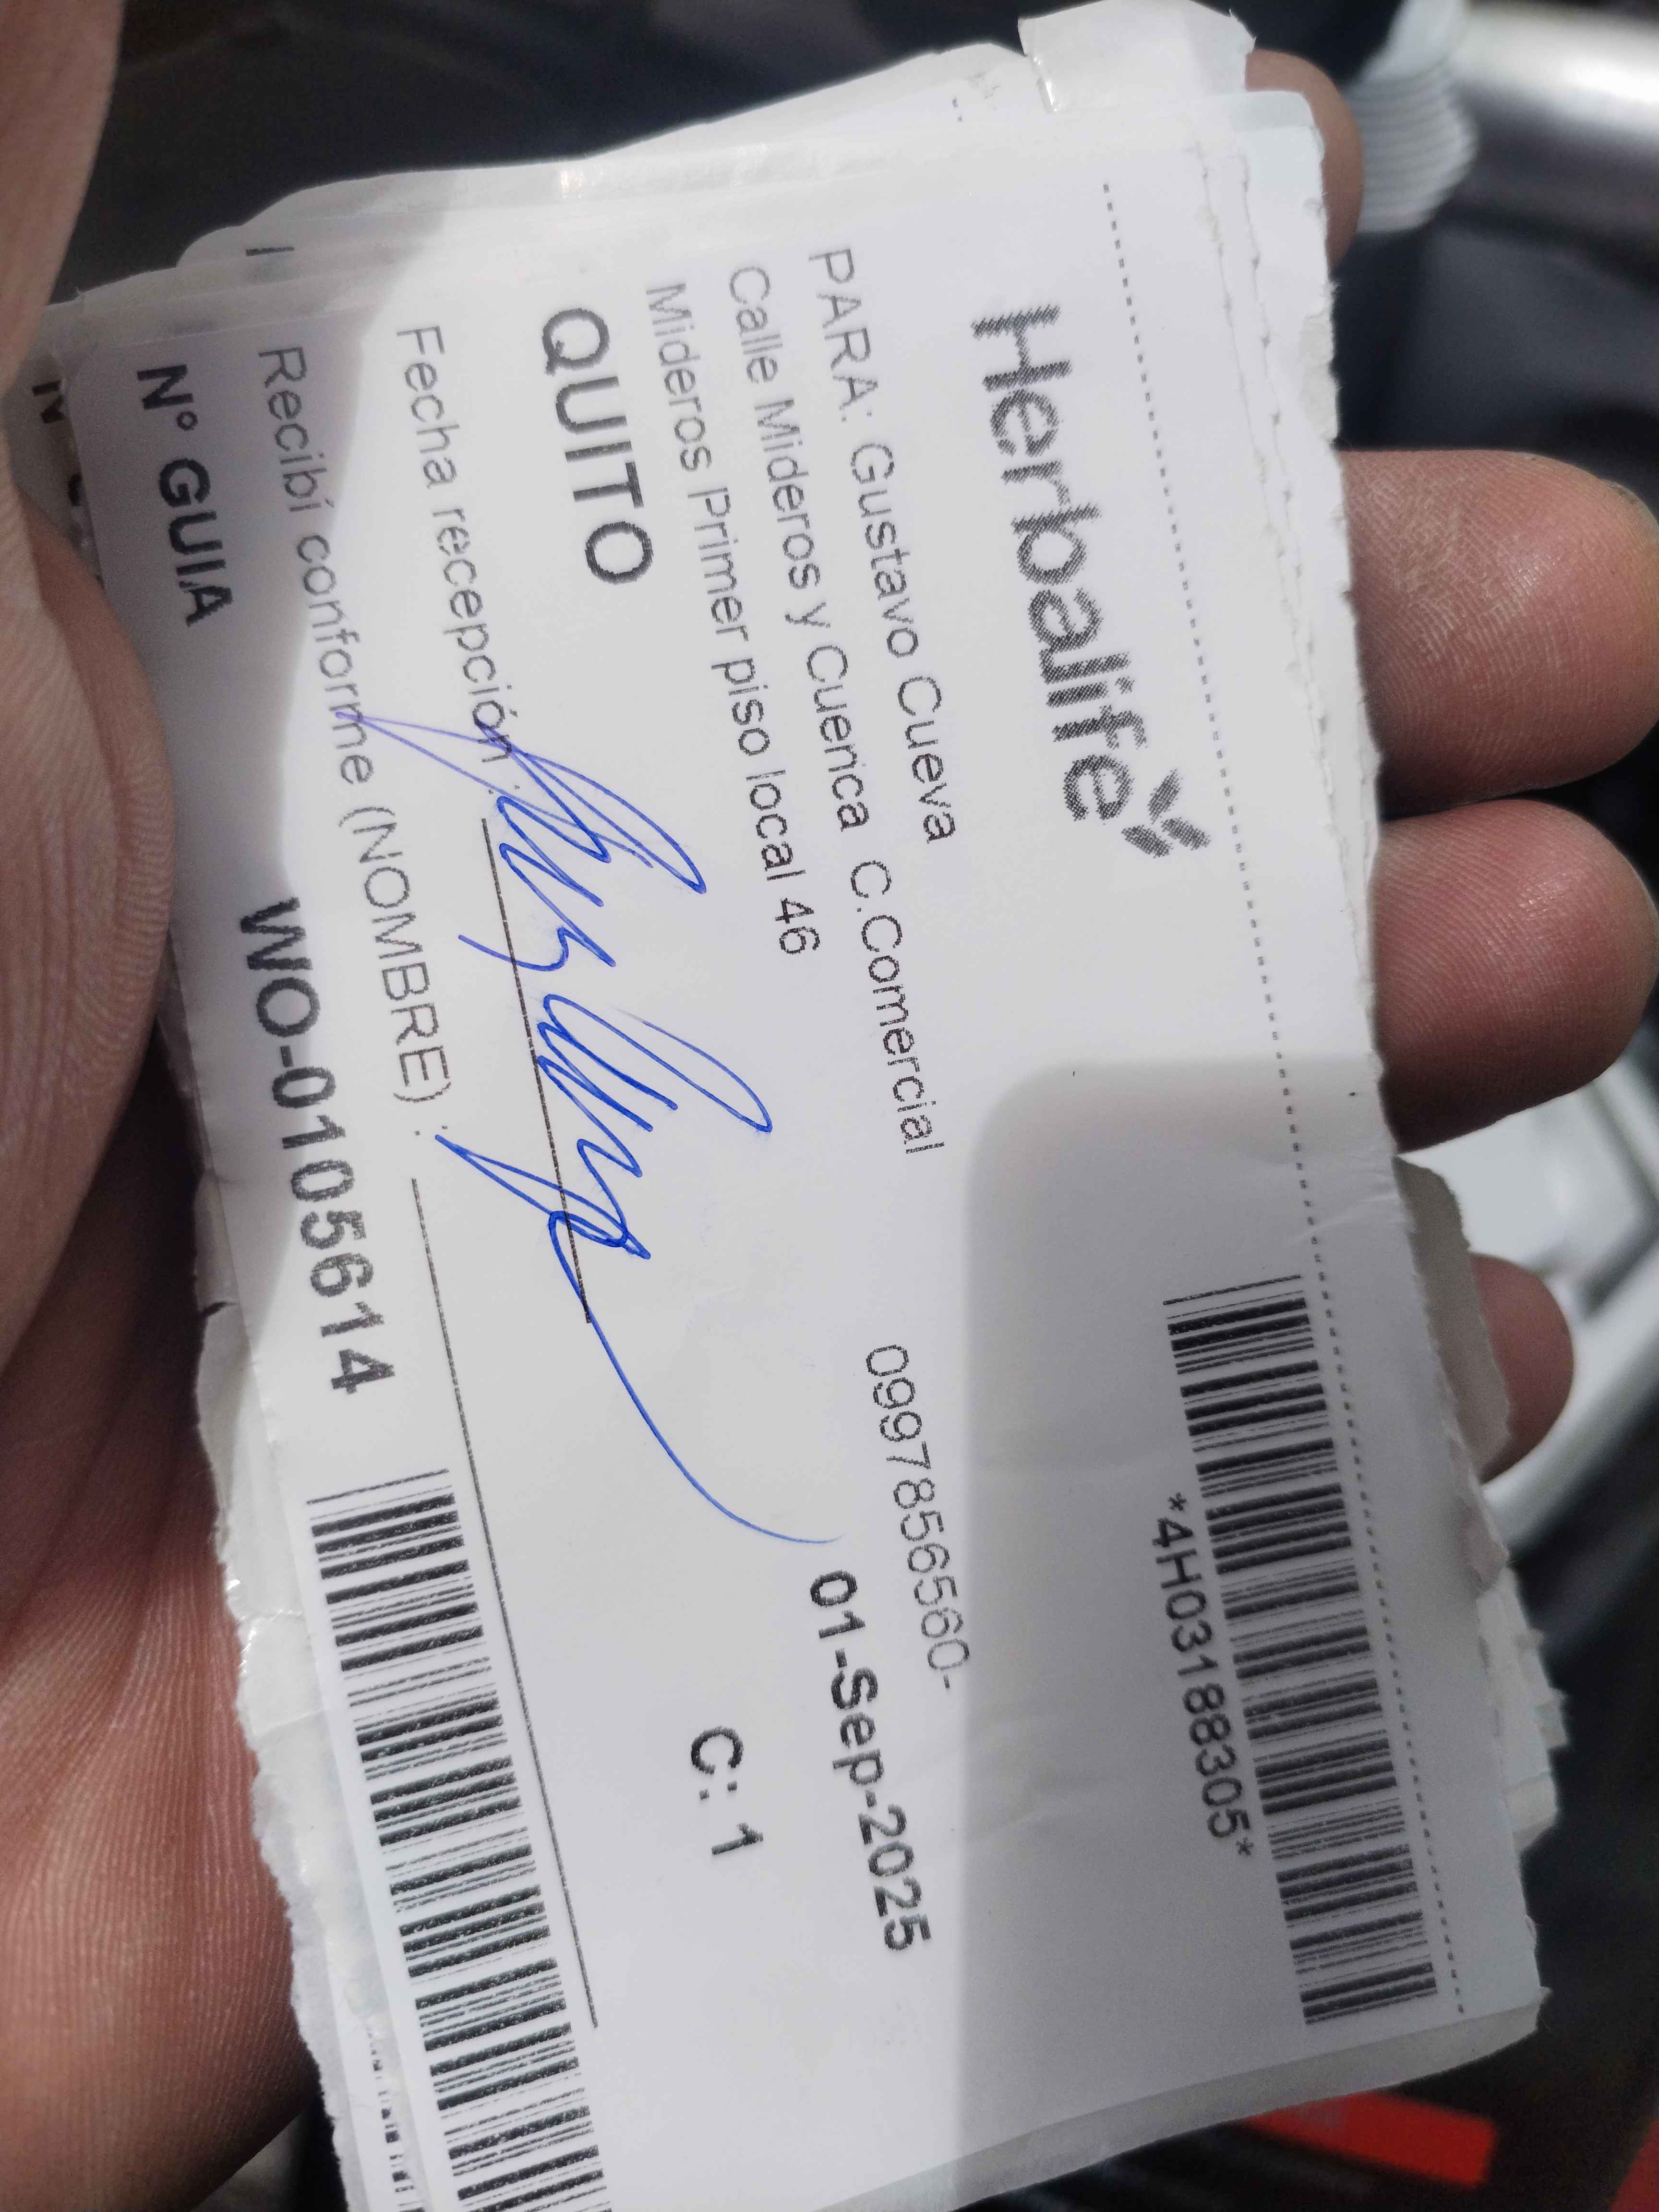 Herbalife
*4H03188305*
PARA: Gustavo Cueva
0997856560-
Calle Mideros y Cuenca C.Comercial
Mideros Primer piso local 46
01-Sep-2025
QUITO
C: 1
Fecha recepción :
Recibí conforme (NOMBRE) :
N° GUIA
WO-0105614